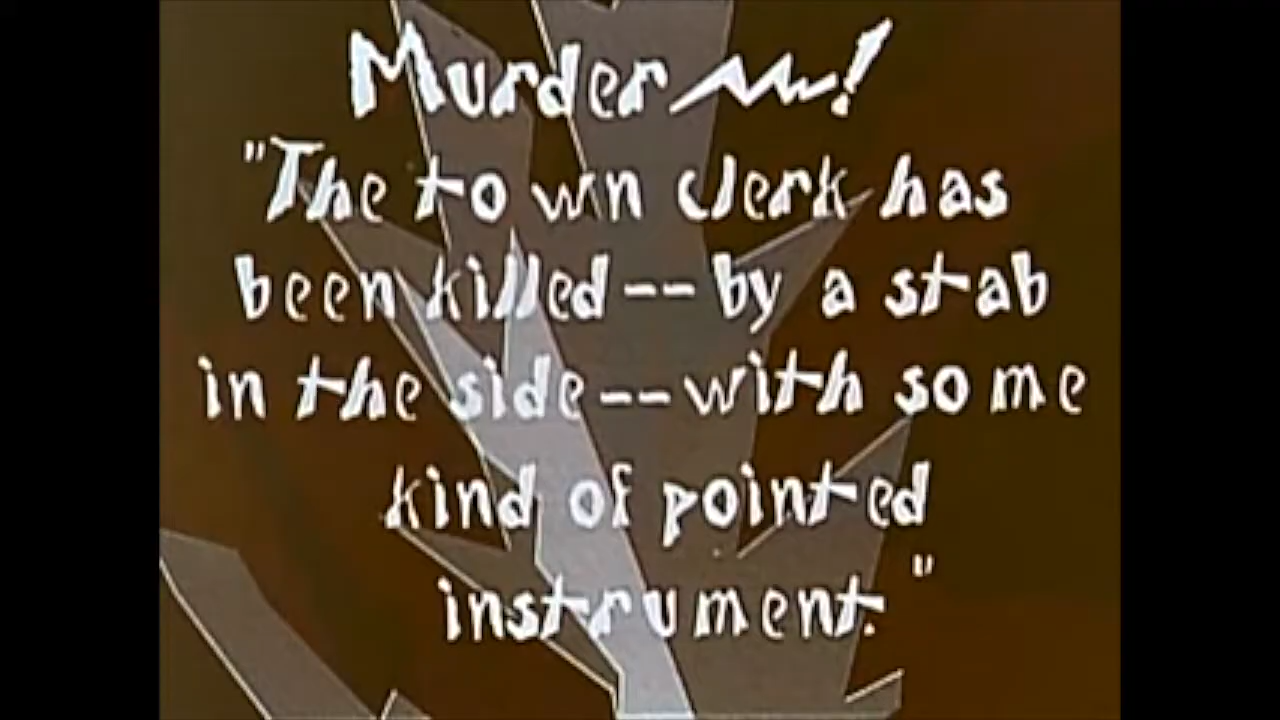 Murder!
"The town clerk has
been killed--by a stab
in the side--with some
kind of pointed
instrument."